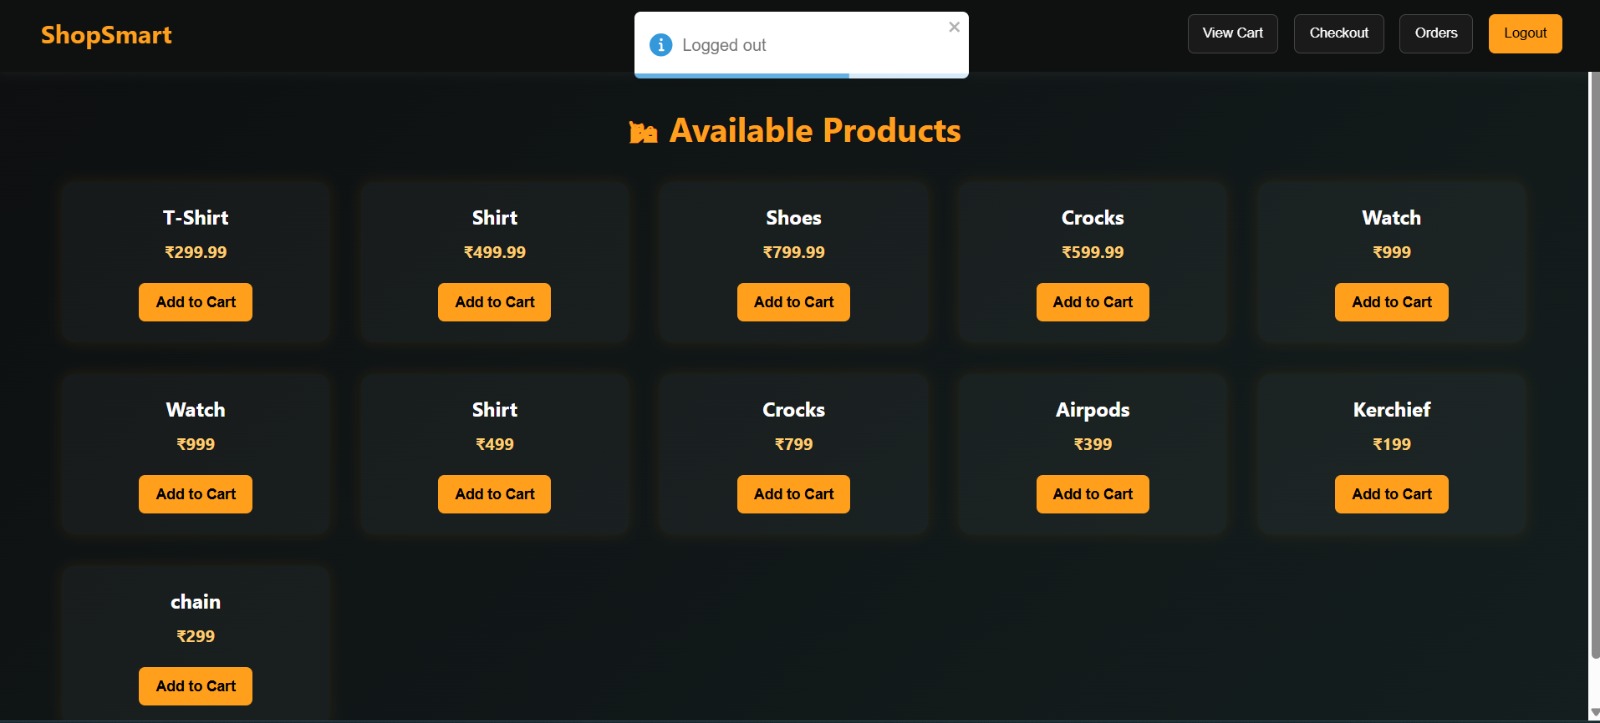 ShopSmart
Logged out
View Cart
Checkout
Orders
Logout
Available Products
T-Shirt
₹299.99
Add to Cart
Shirt
₹499.99
Add to Cart
Shoes
₹799.99
Add to Cart
Crocks
₹599.99
Add to Cart
Watch
₹999
Add to Cart
Watch
₹999
Add to Cart
Shirt
₹499
Add to Cart
Crocks
₹799
Add to Cart
Airpods
₹399
Add to Cart
Kerchief
₹199
Add to Cart
chain
₹299
Add to Cart